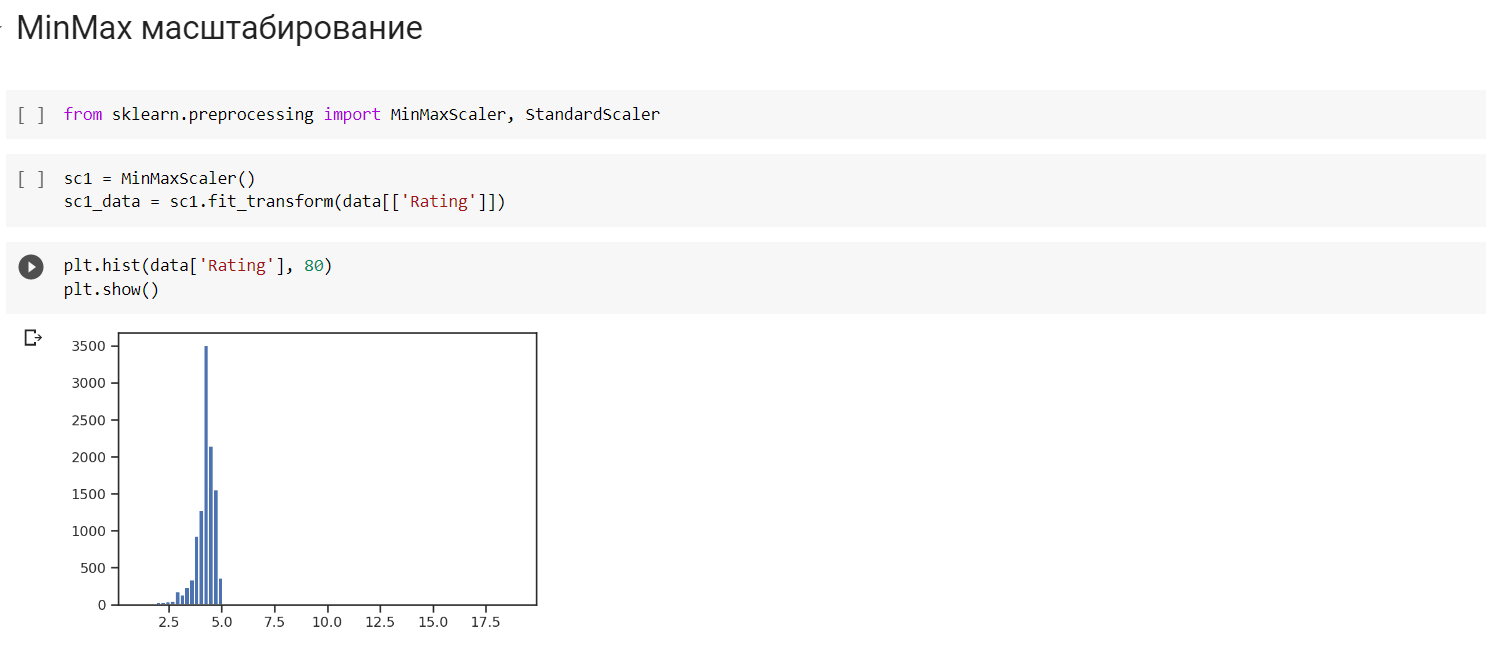 MinMax масштабирование
[ ] from sklearn.preprocessing import MinMaxScaler, StandardScaler
[ ] sc1 = MinMaxScaler()
sc1_data = sc1.fit_transform(data[['Rating']])
plt.hist(data['Rating'], 80)
plt.show()
3500
3000
2500
2000
1500
1000
500
0
2.5 5.0 7.5 10.0 12.5 15.0 17.5